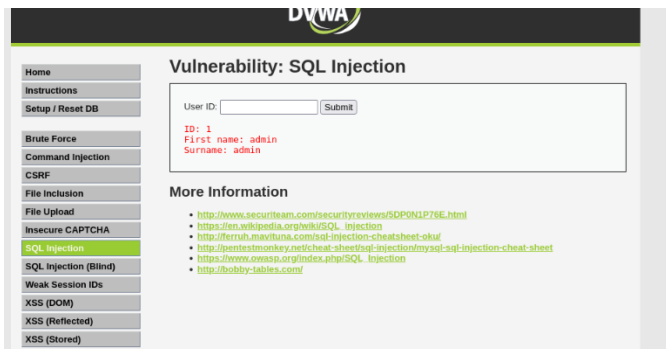 DVWA
Home
Instructions
Setup / Reset DB
Brute Force
Command Injection
CSRF
File Inclusion
File Upload
Insecure CAPTCHA
SQL Injection
SQL Injection (Blind)
Weak Session IDs
XSS (DOM)
XSS (Reflected)
XSS (Stored)
Vulnerability: SQL Injection
User ID: Submit
ID: 1
First name: admin
Surname: admin
More Information
http://www.securiteam.com/securityreviews/5DP0N1P76E.html
https://en.wikipedia.org/wiki/SQL_injection
http://ferruh.mavituna.com/sql-injection-cheatsheet-oku/
http://pentestmonkey.net/cheat-sheet/sql-injection/mysql-sql-injection-cheat-sheet
https://www.owasp.org/index.php/SQL_Injection
http://bobby-tables.com/